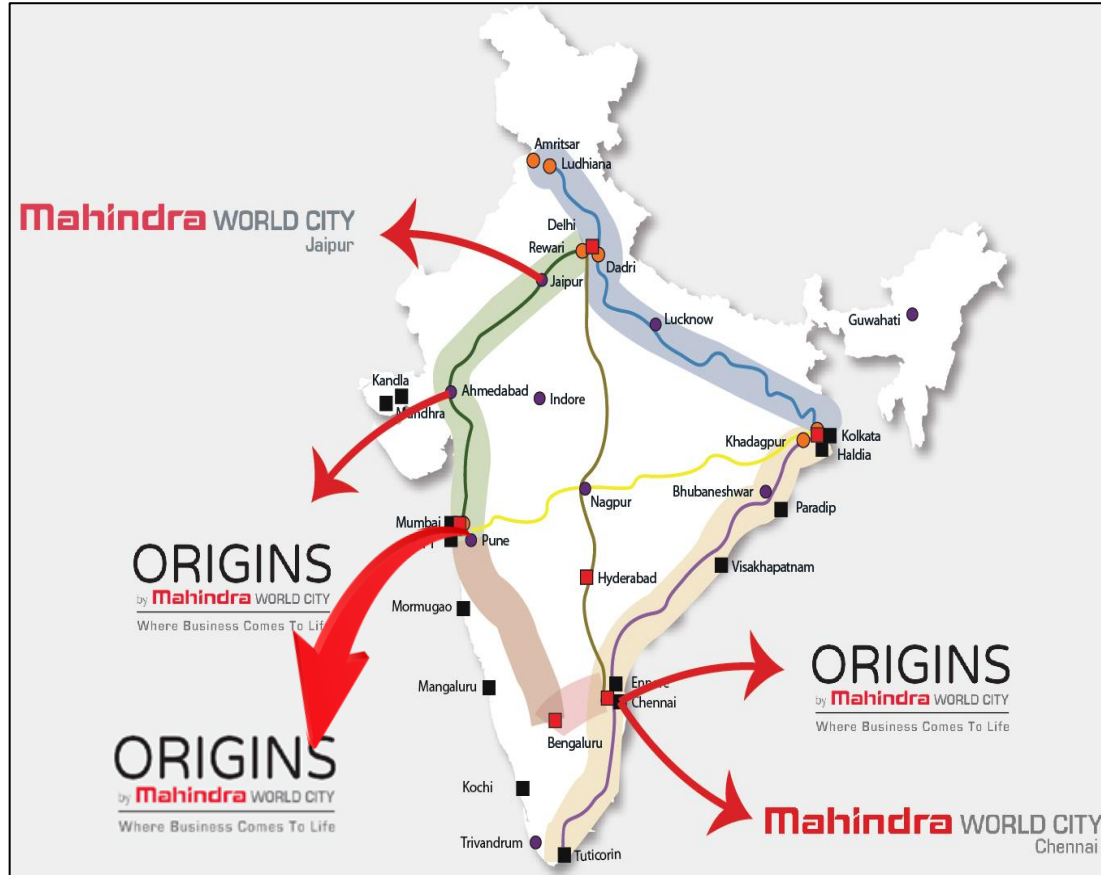 Amritsar
Ludhiana
Mahindra WORLD CITY
Jaipur
Delhi
Rewari
Dadri
Jaipur
Lucknow
Guwahati
Kandla
Mundhra
Ahmedabad
Indore
Khadagpur
Kolkata
Haldia
Nagpur
Bhubaneshwar
Paradip
Mumbai
Pune
ORIGINS
by Mahindra WORLD CITY
Where Business Comes To Life
Visakhapatnam
Hyderabad
Mormugao
ORIGINS
by Mahindra WORLD CITY
Where Business Comes To Life
Mangaluru
Ennore
Chennai
Bengaluru
ORIGINS
by Mahindra WORLD CITY
Where Business Comes To Life
Kochi
Mahindra WORLD CITY
Chennai
Trivandrum
Tuticorin